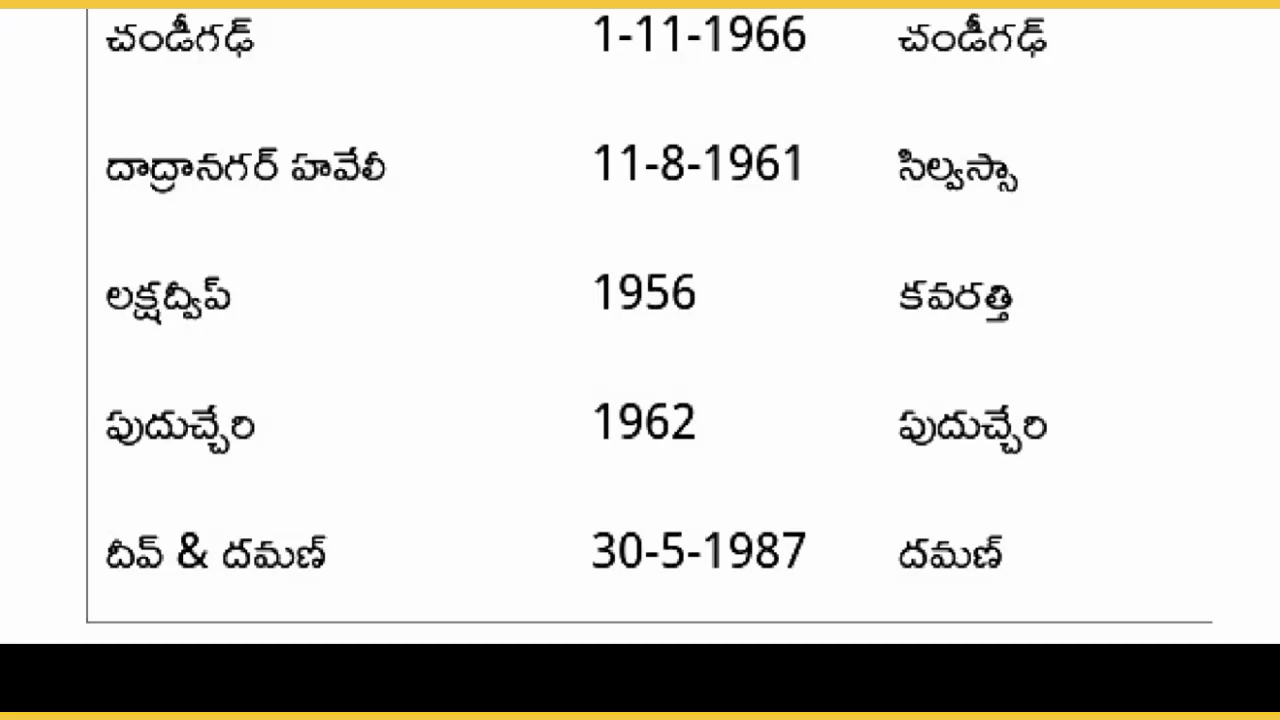 చండీగఢ్ 1-11-1966 చండీగఢ్
దాద్రానగర్ హవేలీ 11-8-1961 సిల్వస్సా
లక్షద్వీప్ 1956 కవరత్తి
పుదుచ్చేరి 1962 పుదుచ్చేరి
దీవ్ & దమణ్ 30-5-1987 దమణ్